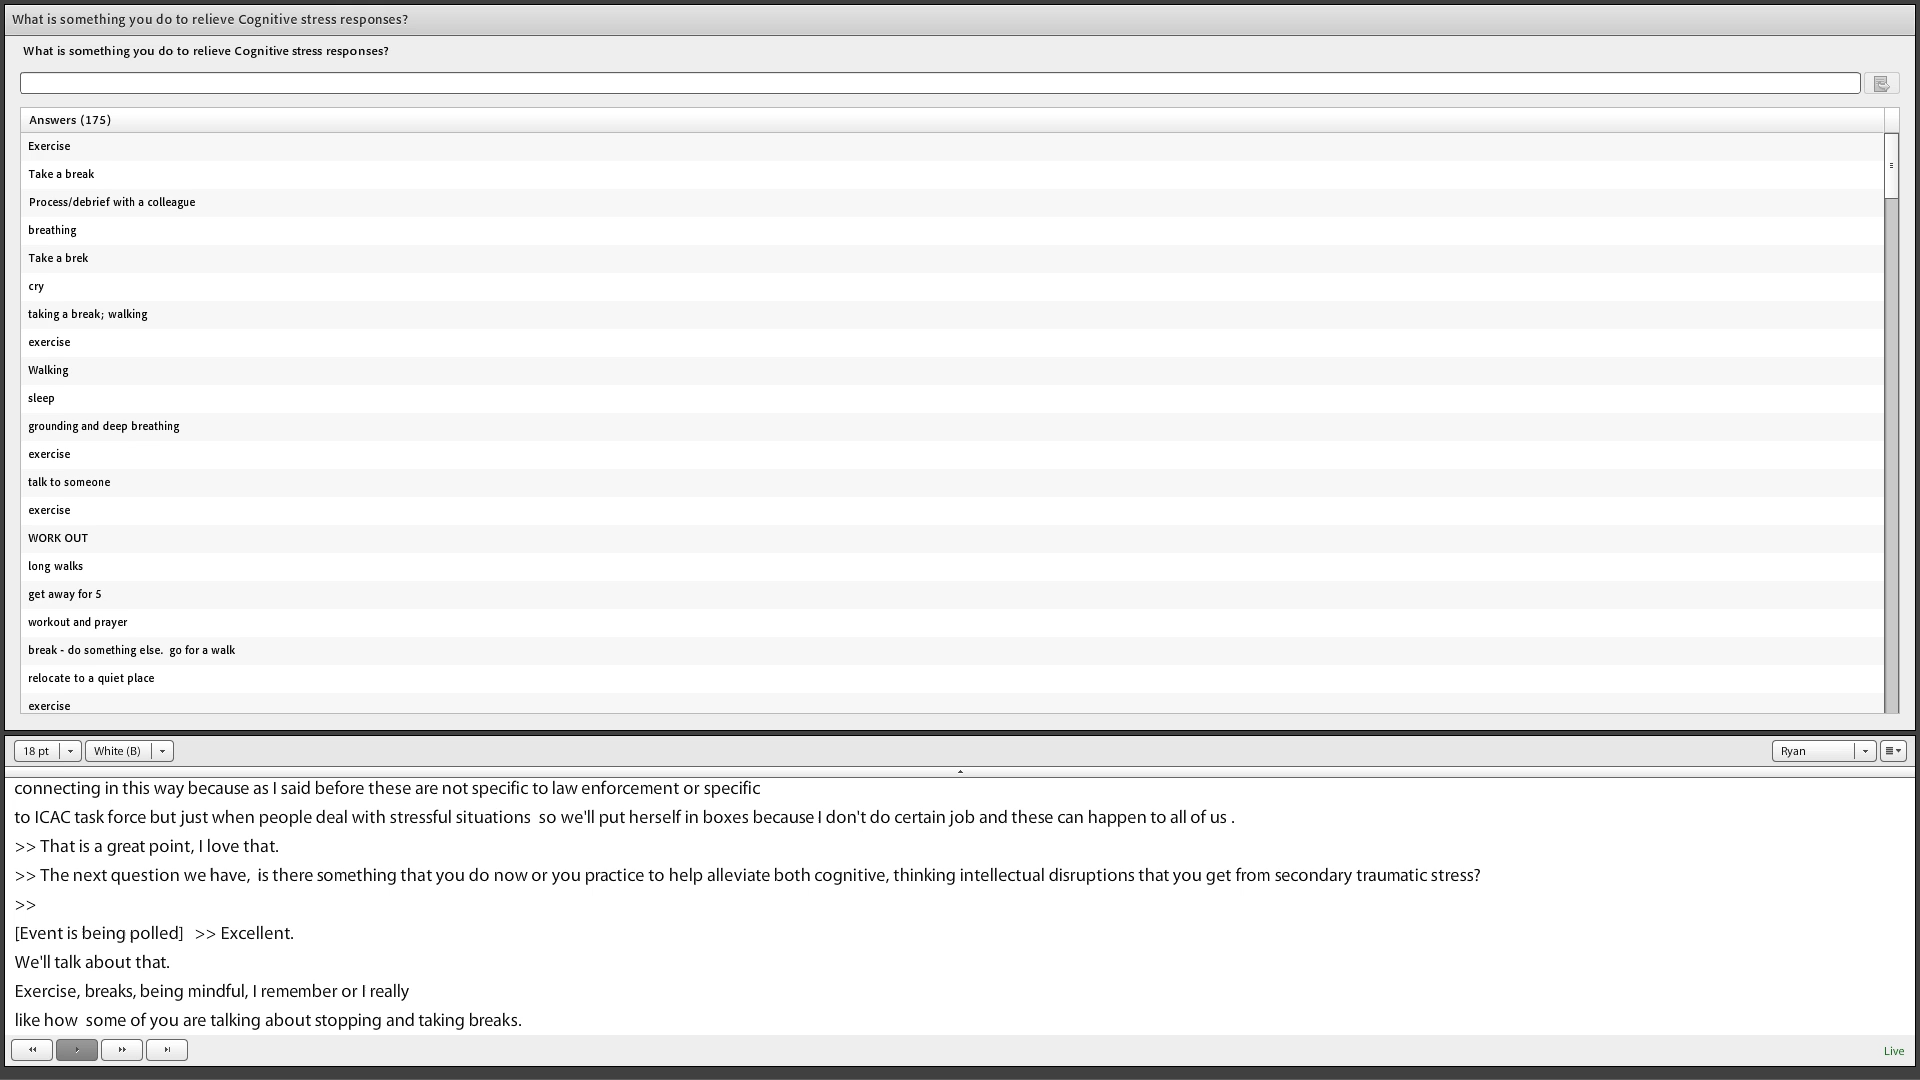 What is something you do to relieve Cognitive stress responses?
What is something you do to relieve Cognitive stress responses?
Answers (175)
Exercise
Take a break
Process/debrief with a colleague
breathing
Take a brek
cry
taking a break; walking
exercise
Walking
sleep
grounding and deep breathing
exercise
talk to someone
exercise
WORK OUT
long walks
get away for 5
workout and prayer
break - do something else.  go for a walk
relocate to a quiet place
exercise
18 pt
White (B)
Ryan
connecting in this way because as I said before these are not specific to law enforcement or specific
to ICAC task force but just when people deal with stressful situations  so we'll put herself in boxes because I don't do certain job and these can happen to all of us .
>> That is a great point, I love that.
>> The next question we have,  is there something that you do now or you practice to help alleviate both cognitive, thinking intellectual disruptions that you get from secondary traumatic stress?
>>
[Event is being polled]   >> Excellent.
We'll talk about that.
Exercise, breaks, being mindful, I remember or I really
like how  some of you are talking about stopping and taking breaks.
Live